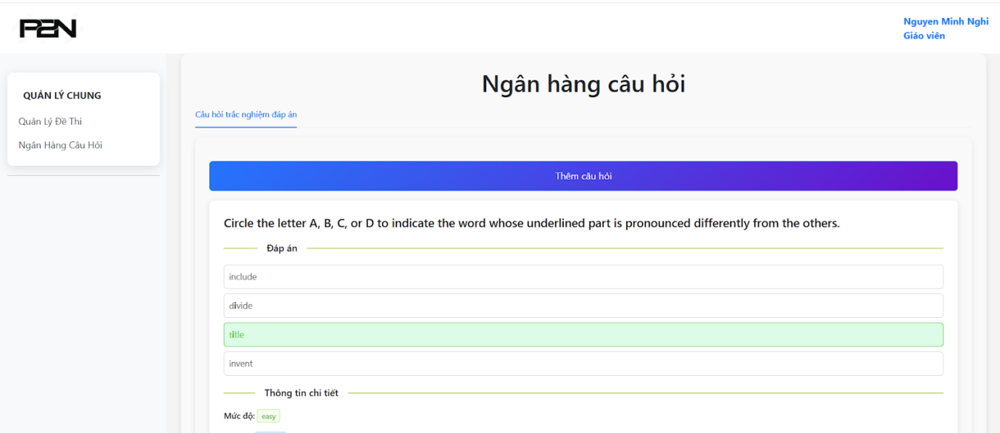 P2N
Nguyen Minh Nghi
Giáo viên
QUẢN LÝ CHUNG
Quản Lý Đề Thi
Ngân Hàng Câu Hỏi
Ngân hàng câu hỏi
Câu hỏi trắc nghiệm đáp án
Thêm câu hỏi
Circle the letter A, B, C, or D to indicate the word whose underlined part is pronounced differently from the others.
Đáp án
include
divide
title
invent
Thông tin chi tiết
Mức độ: easy